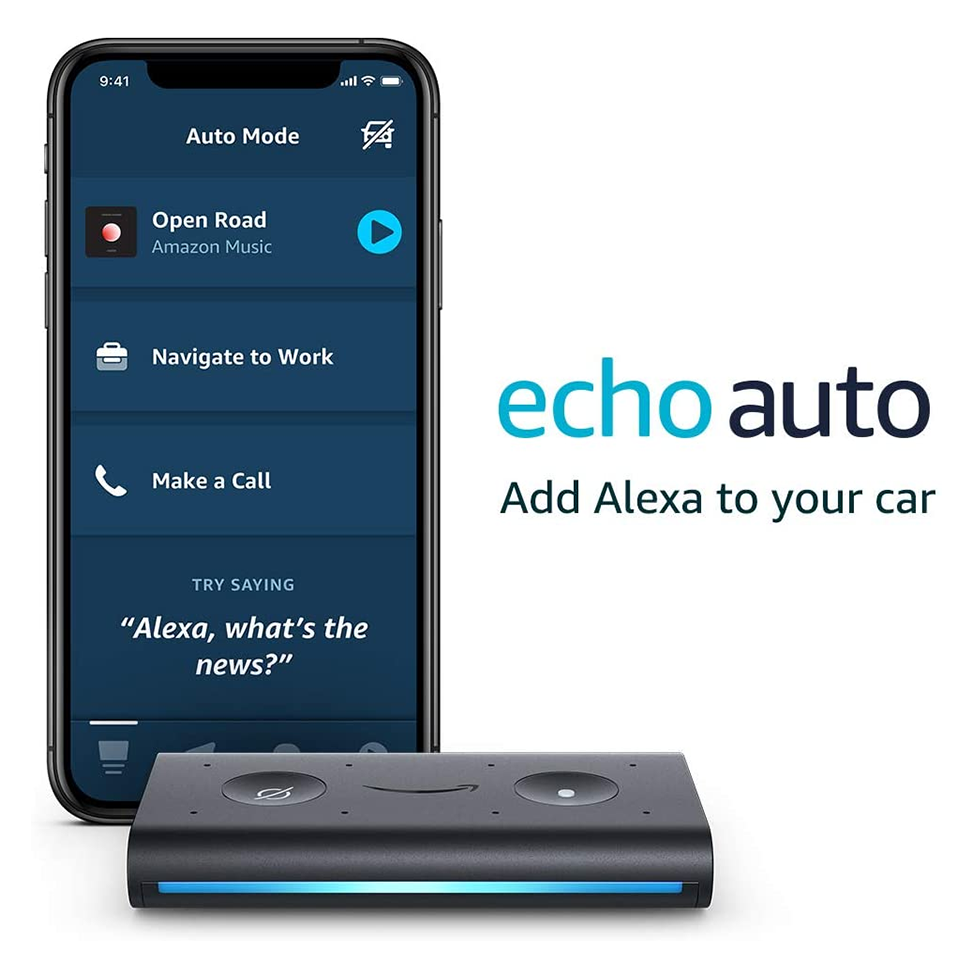 9:41
Auto Mode
Open Road
Amazon Music
Navigate to Work
Make a Call
TRY SAYING
“Alexa, what’s the
news?”
echo auto
Add Alexa to your car